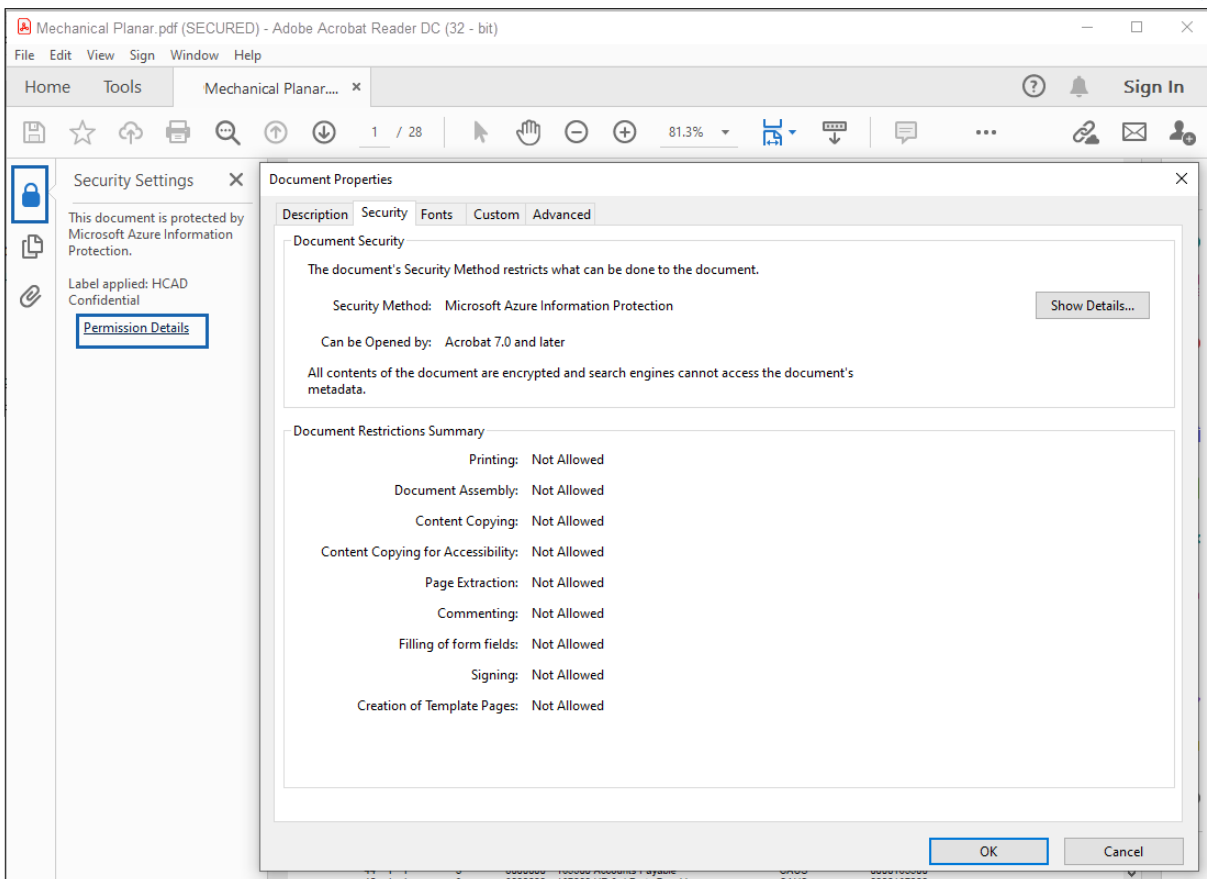 Mechanical Planar.pdf (SECURED) - Adobe Acrobat Reader DC (32 - bit)
File Edit View Sign Window Help
Home Tools Mechanical Planar.... × Sign In
1 / 28 81.3%
Security Settings
This document is protected by
Microsoft Azure Information
Protection.
Label applied: HCAD
Confidential
Permission Details
Document Properties
Description Security Fonts Custom Advanced
Document Security
The document's Security Method restricts what can be done to the document.
Security Method: Microsoft Azure Information Protection
Show Details...
Can be Opened by: Acrobat 7.0 and later
All contents of the document are encrypted and search engines cannot access the document's
metadata.
Document Restrictions Summary
Printing: Not Allowed
Document Assembly: Not Allowed
Content Copying: Not Allowed
Content Copying for Accessibility: Not Allowed
Page Extraction: Not Allowed
Commenting: Not Allowed
Filling of form fields: Not Allowed
Signing: Not Allowed
Creation of Template Pages: Not Allowed
OK Cancel